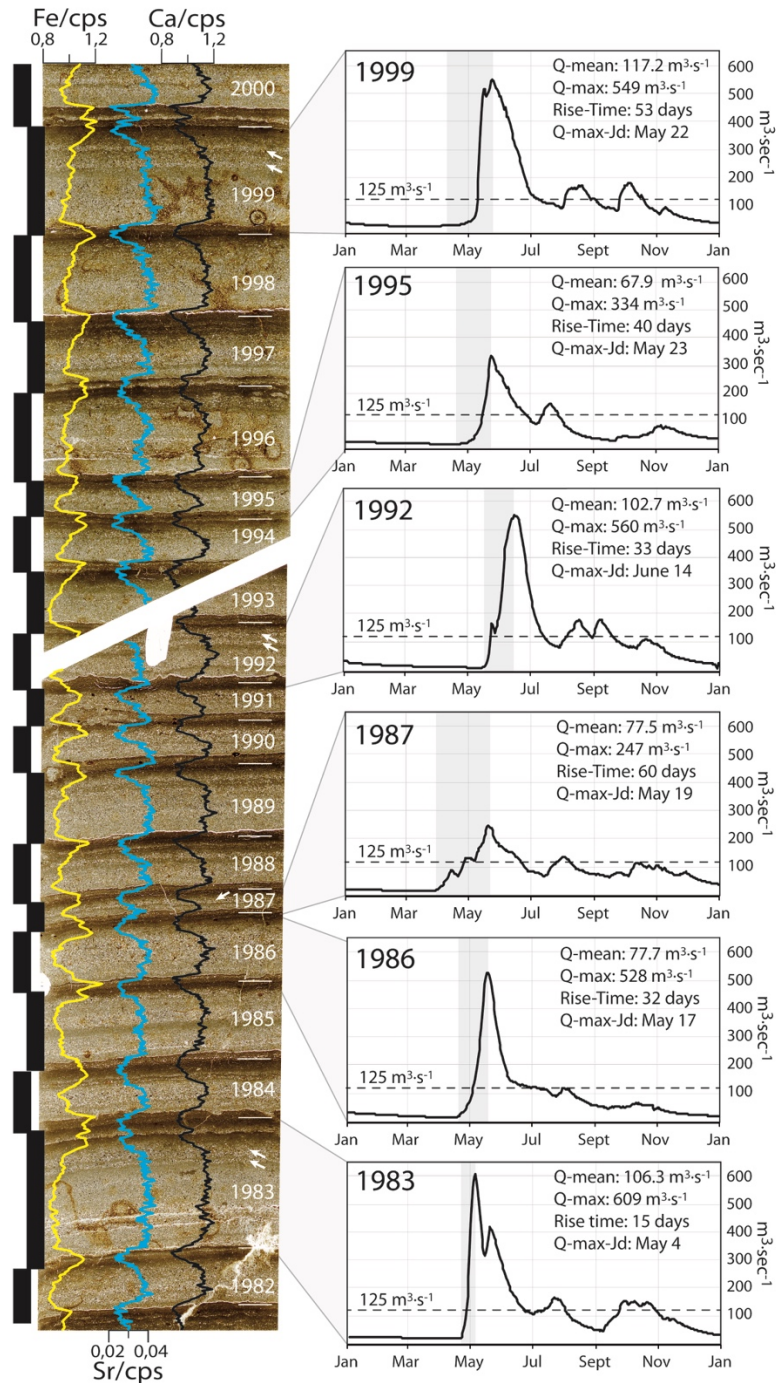 Fe/cps Ca/cps
0,8 1,2 0,8 1,2
2000
1999
1998
1997
1996
1995
1994
1993
1992
1991
1990
1989
1988
1987
1986
1985
1984
1983
1982
0,02 0,04
Sr/cps
1999
Q-mean: 117.2 m³·s⁻¹
Q-max: 549 m³·s⁻¹
Rise-Time: 53 days
Q-max-Jd: May 22
125 m³·s⁻¹
600
500
400
300
200
100
m³·sec⁻¹
Jan Mar May Jul Sept Nov Jan
1995
Q-mean: 67.9 m³·s⁻¹
Q-max: 334 m³·s⁻¹
Rise-Time: 40 days
Q-max-Jd: May 23
125 m³·s⁻¹
600
500
400
300
200
100
m³·sec⁻¹
Jan Mar May Jul Sept Nov Jan
1992
Q-mean: 102.7 m³·s⁻¹
Q-max: 560 m³·s⁻¹
Rise-Time: 33 days
Q-max-Jd: June 14
125 m³·s⁻¹
600
500
400
300
200
100
m³·sec⁻¹
Jan Mar May Jul Sept Nov Jan
1987
Q-mean: 77.5 m³·s⁻¹
Q-max: 247 m³·s⁻¹
Rise-Time: 60 days
Q-max-Jd: May 19
125 m³·s⁻¹
600
500
400
300
200
100
m³·sec⁻¹
Jan Mar May Jul Sept Nov Jan
1986
Q-mean: 77.7 m³·s⁻¹
Q-max: 528 m³·s⁻¹
Rise-Time: 32 days
Q-max-Jd: May 17
125 m³·s⁻¹
600
500
400
300
200
100
m³·sec⁻¹
Jan Mar May Jul Sept Nov Jan
1983
Q-mean: 106.3 m³·s⁻¹
Q-max: 609 m³·s⁻¹
Rise time: 15 days
Q-max-Jd: May 4
125 m³·s⁻¹
600
500
400
300
200
100
m³·sec⁻¹
Jan Mar May Jul Sept Nov Jan